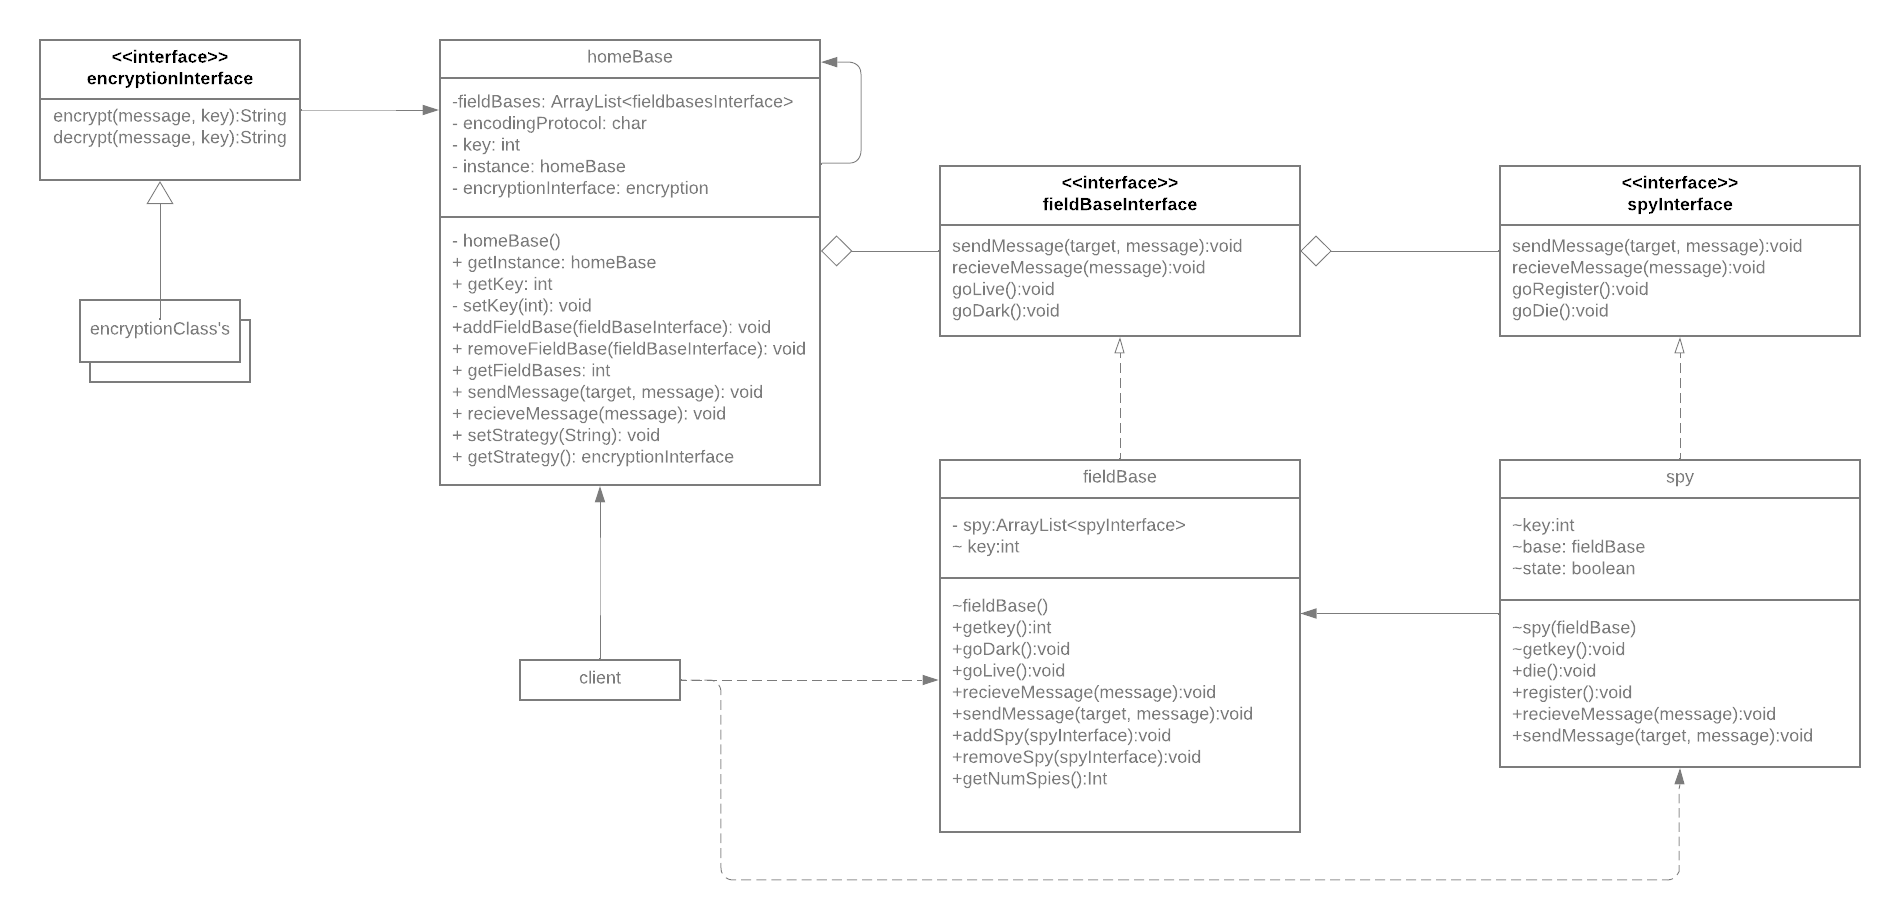 <<interface>>
encryptionInterface
encrypt(message, key):String
decrypt(message, key):String
encryptionClass's
homeBase
-fieldBases: ArrayList<fieldbasesInterface>
- encodingProtocol: char
- key: int
- instance: homeBase
- encryptionInterface: encryption
- homeBase()
+ getInstance: homeBase
+ getKey: int
- setKey(int): void
+addFieldBase(fieldBaseInterface): void
+ removeFieldBase(fieldBaseInterface): void
+ getFieldBases: int
+ sendMessage(target, message): void
+ recieveMessage(message): void
+ setStrategy(String): void
+ getStrategy(): encryptionInterface
client
<<interface>>
fieldBaseInterface
sendMessage(target, message):void
recieveMessage(message):void
goLive():void
goDark():void
fieldBase
- spy:ArrayList<spyInterface>
~ key:int
~fieldBase()
+getkey():int
+goDark():void
+goLive():void
+recieveMessage(message):void
+sendMessage(target, message):void
+addSpy(spyInterface):void
+removeSpy(spyInterface):void
+getNumSpies():Int
<<interface>>
spyInterface
sendMessage(target, message):void
recieveMessage(message):void
goRegister():void
goDie():void
spy
~key:int
~base: fieldBase
~state: boolean
~spy(fieldBase)
~getkey():void
+die():void
+register():void
+recieveMessage(message):void
+sendMessage(target, message):void